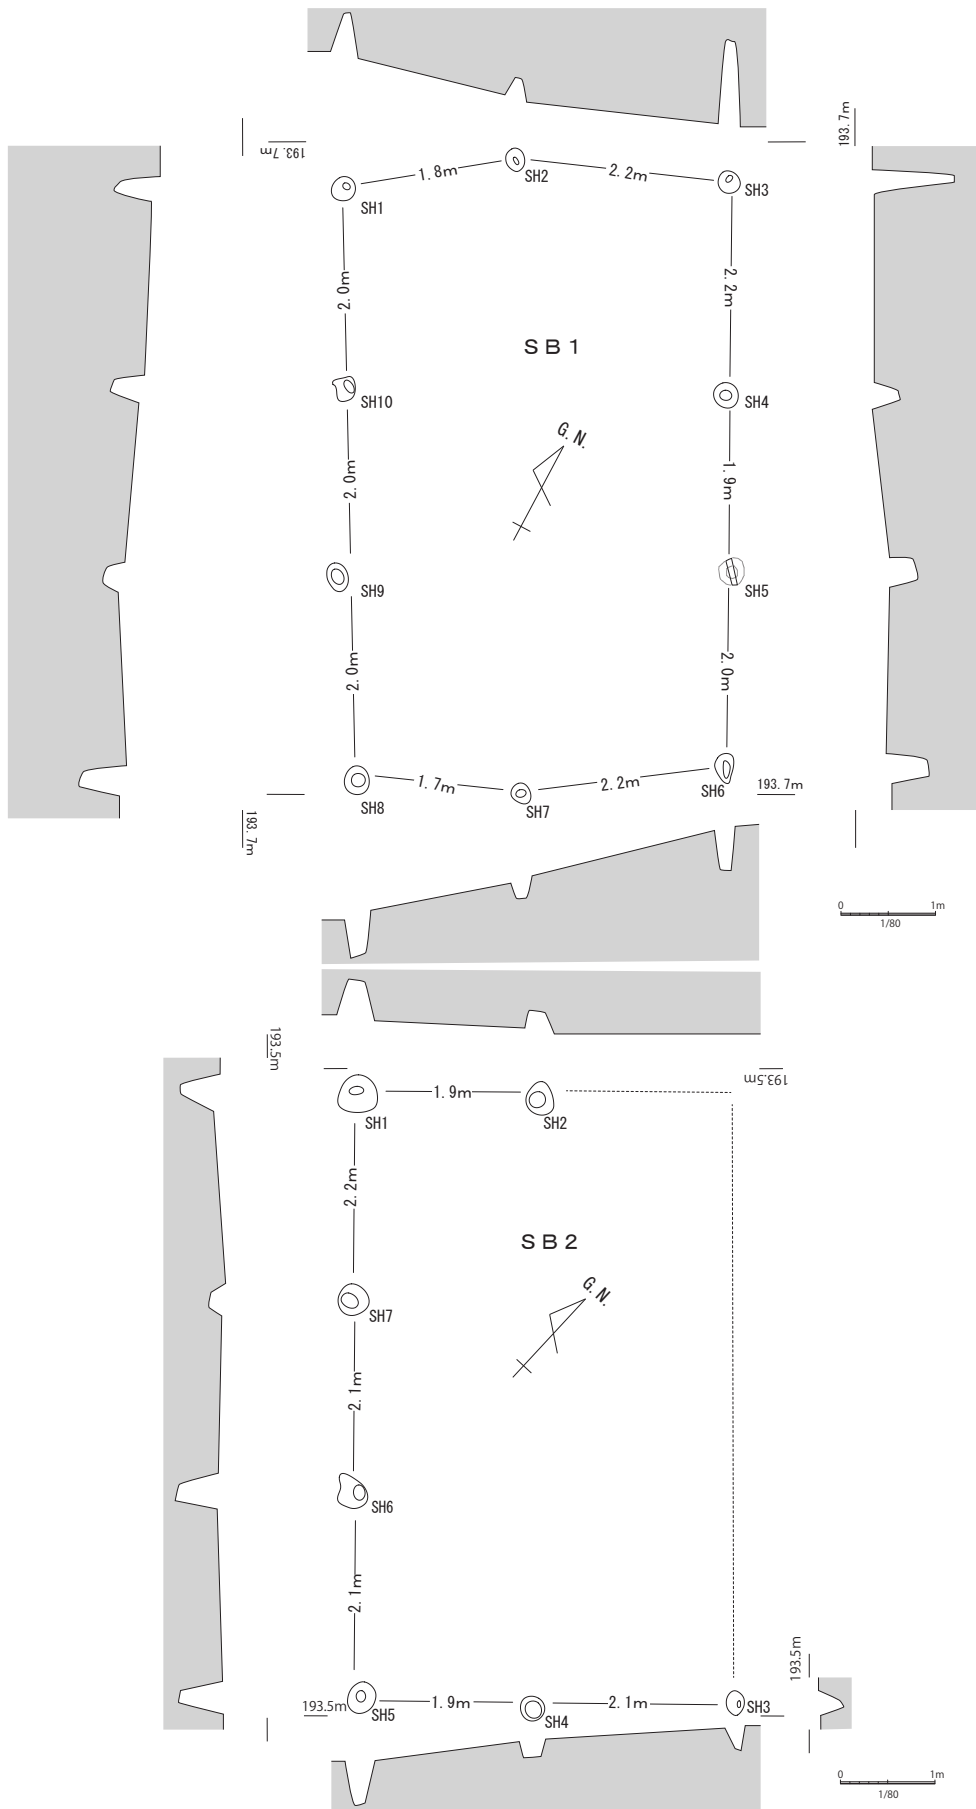 193.7m
193.7m
1.8m
SH2
2.2m
SH1
SH3
2.0m
2.2m
SB1
SH10
SH4
G.N.
2.0m
1.9m
SH9
SH5
2.0m
2.0m
1.7m
2.2m
SH8
SH7
SH6
193.7m
193.7m
0
1m
1/80
193.5m
193.5m
1.9m
SH1
SH2
2.2m
SB2
G.N.
SH7
2.1m
SH6
2.1m
193.5m
193.5m
SH5
1.9m
SH4
2.1m
SH3
0
1m
1/80